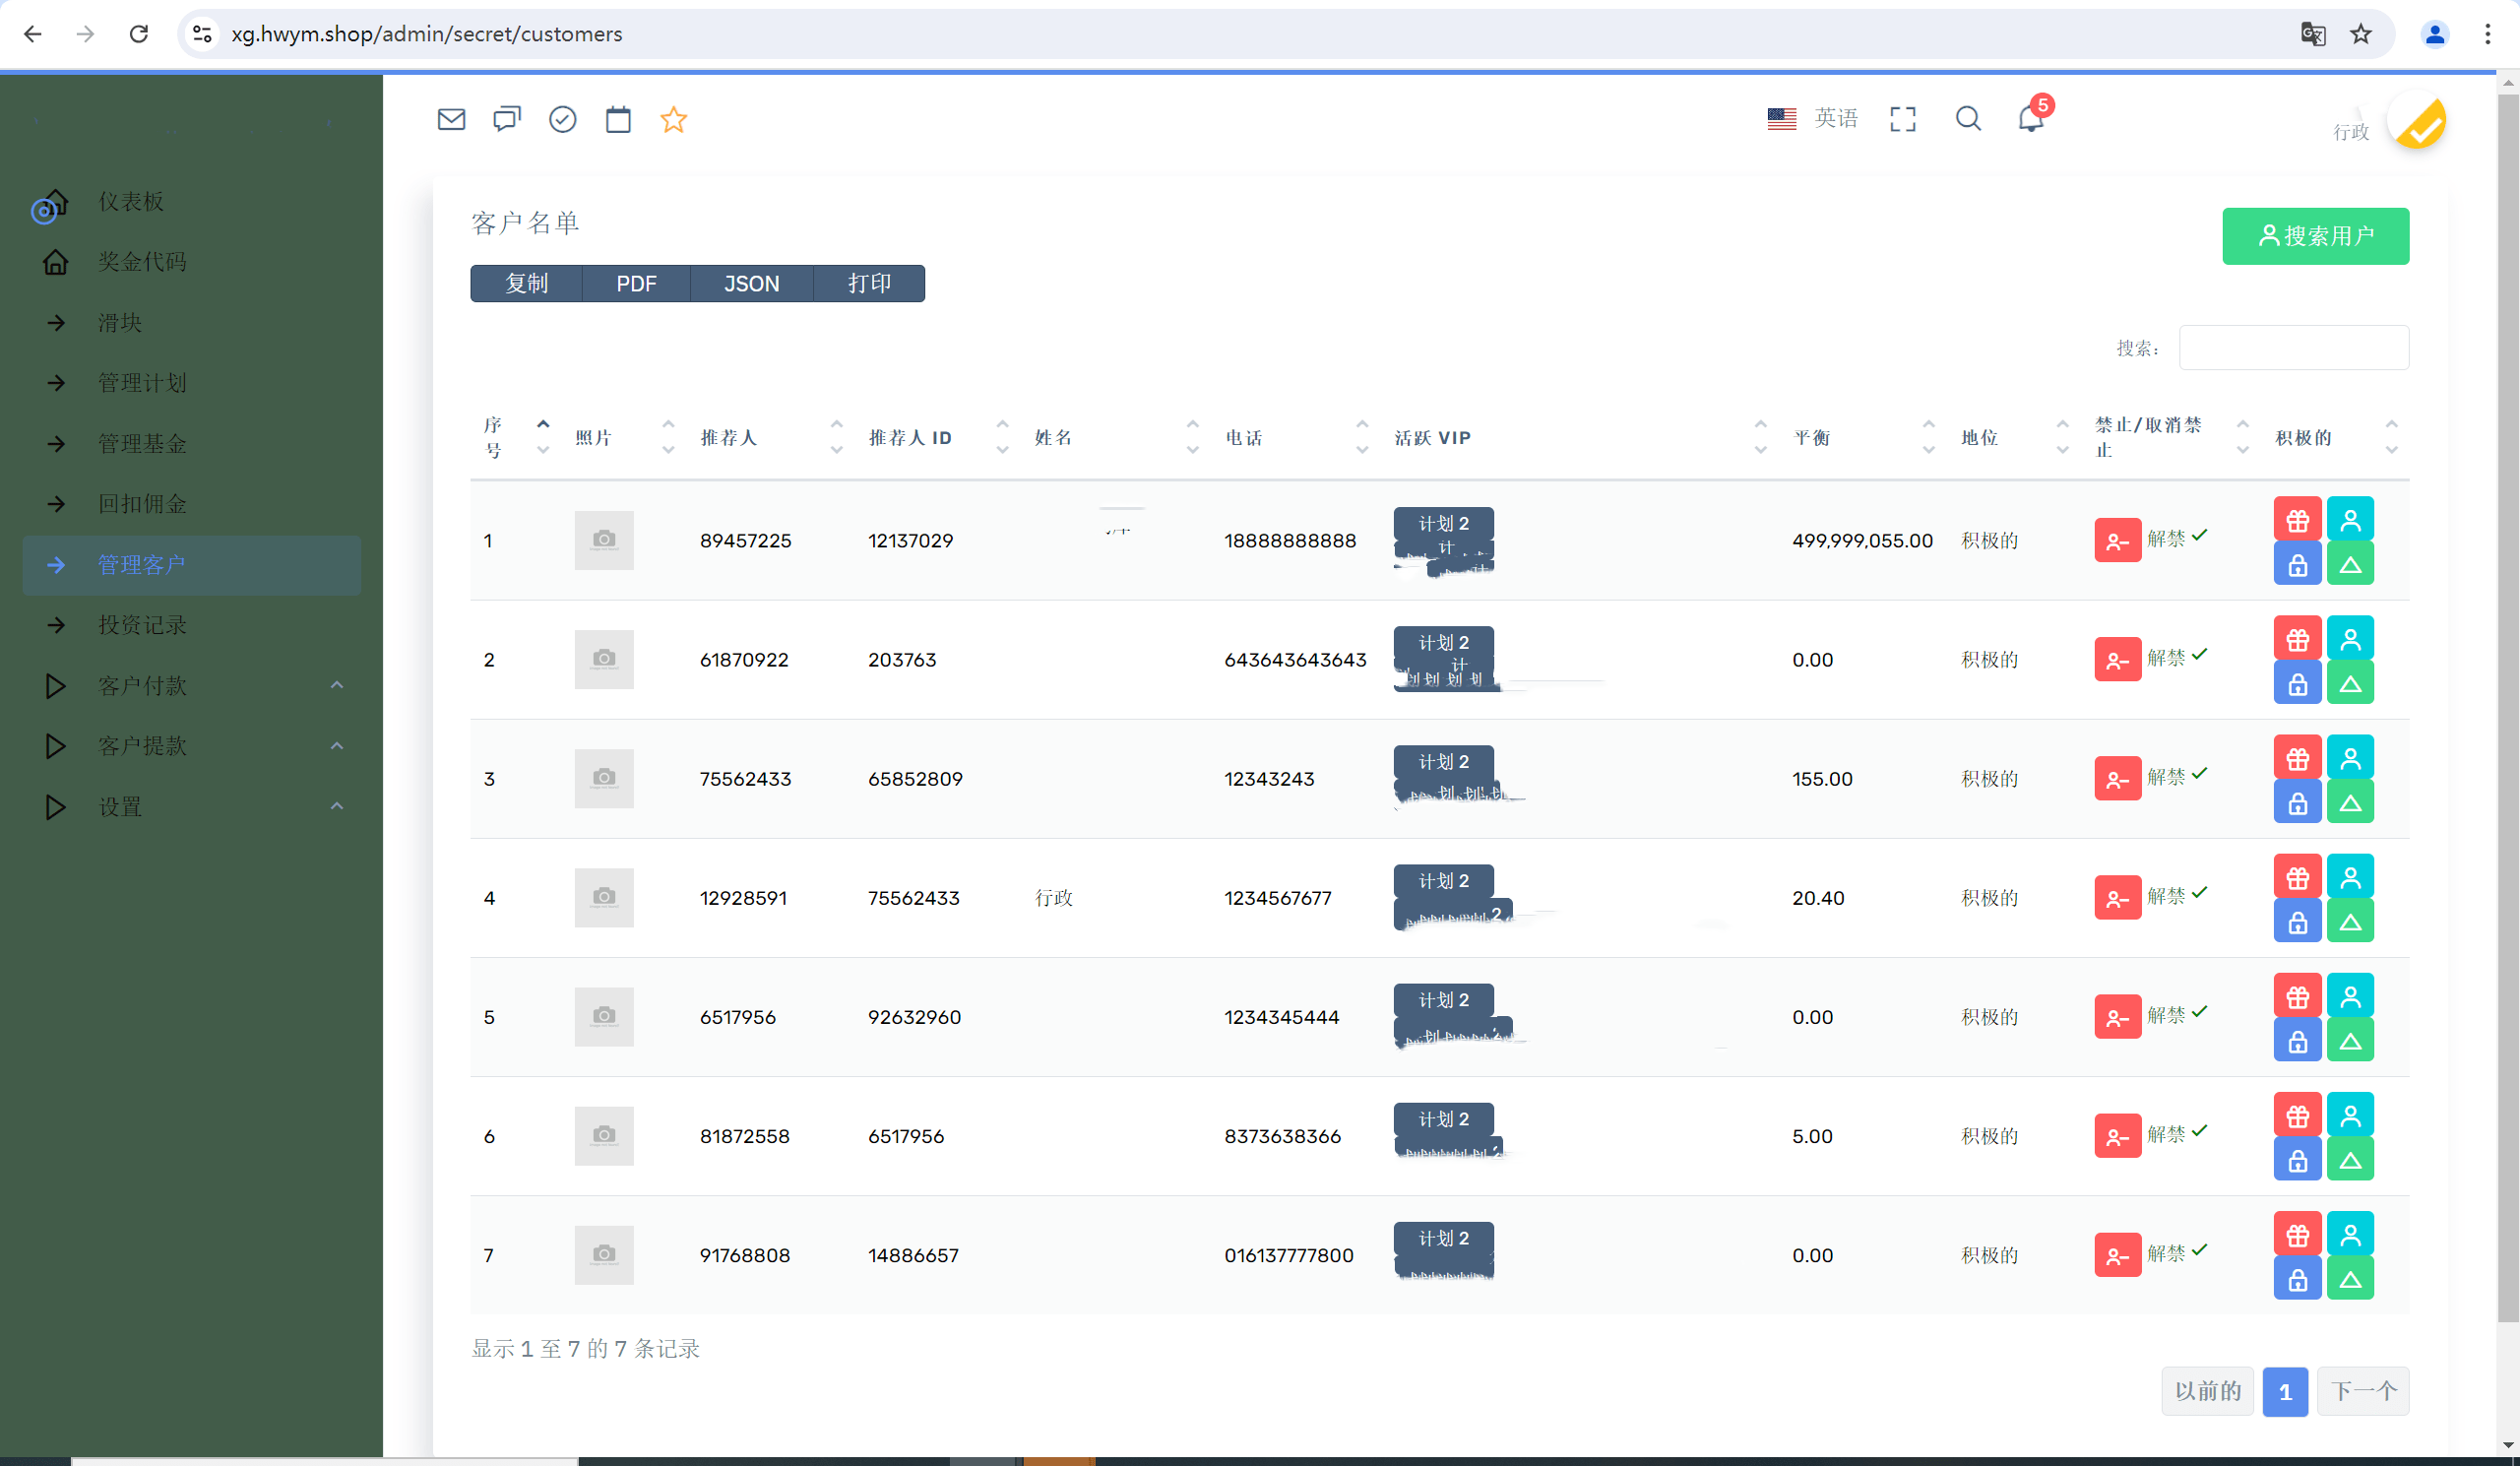 xg.hwym.shop/admin/secret/customers
英语
5
行政
仪表板
奖金代码
滑块
管理计划
管理基金
回扣佣金
管理客户
投资记录
客户付款
客户提款
设置
客户名单
搜索用户
复制 PDF JSON 打印
搜索：
序号 照片 推荐人 推荐人 ID 姓名 电话 活跃 VIP 平衡 地位 禁止/取消禁止 积极的
1 89457225 12137029 18888888888 计划 2 499,999,055.00 积极的 解禁
2 61870922 203763 643643643643 计划 2 0.00 积极的 解禁
3 75562433 65852809 12343243 计划 2 155.00 积极的 解禁
4 12928591 75562433 行政 1234567677 计划 2 20.40 积极的 解禁
5 6517956 92632960 1234345444 计划 2 0.00 积极的 解禁
6 81872558 6517956 8373638366 计划 2 5.00 积极的 解禁
7 91768808 14886657 016137777800 计划 2 0.00 积极的 解禁
显示 1 至 7 的 7 条记录
以前的 1 下一个